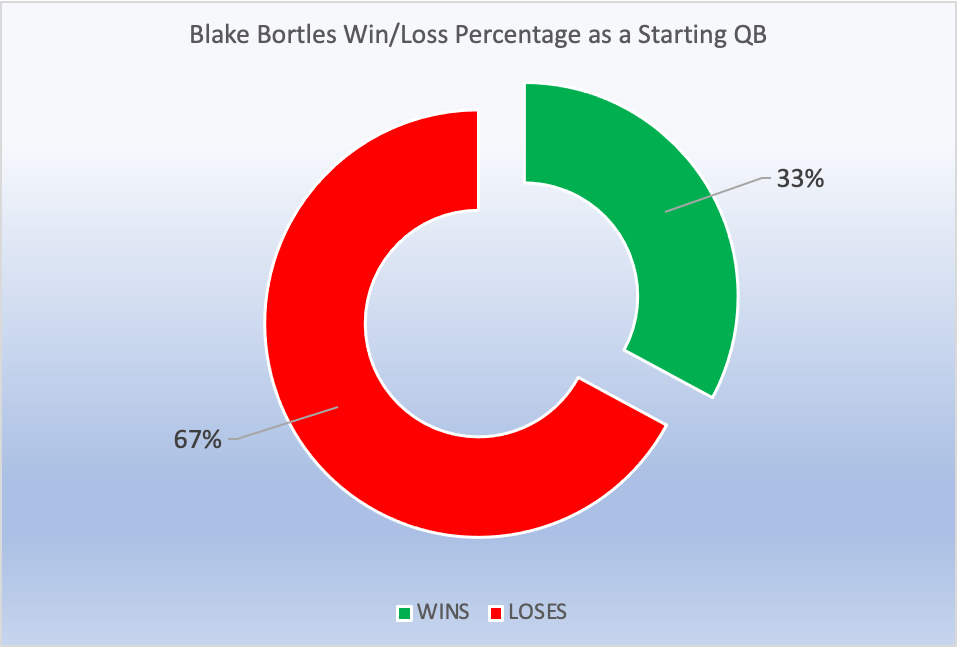 Blake Bortles Win/Loss Percentage as a Starting QB
33%
67%
WINS LOSES